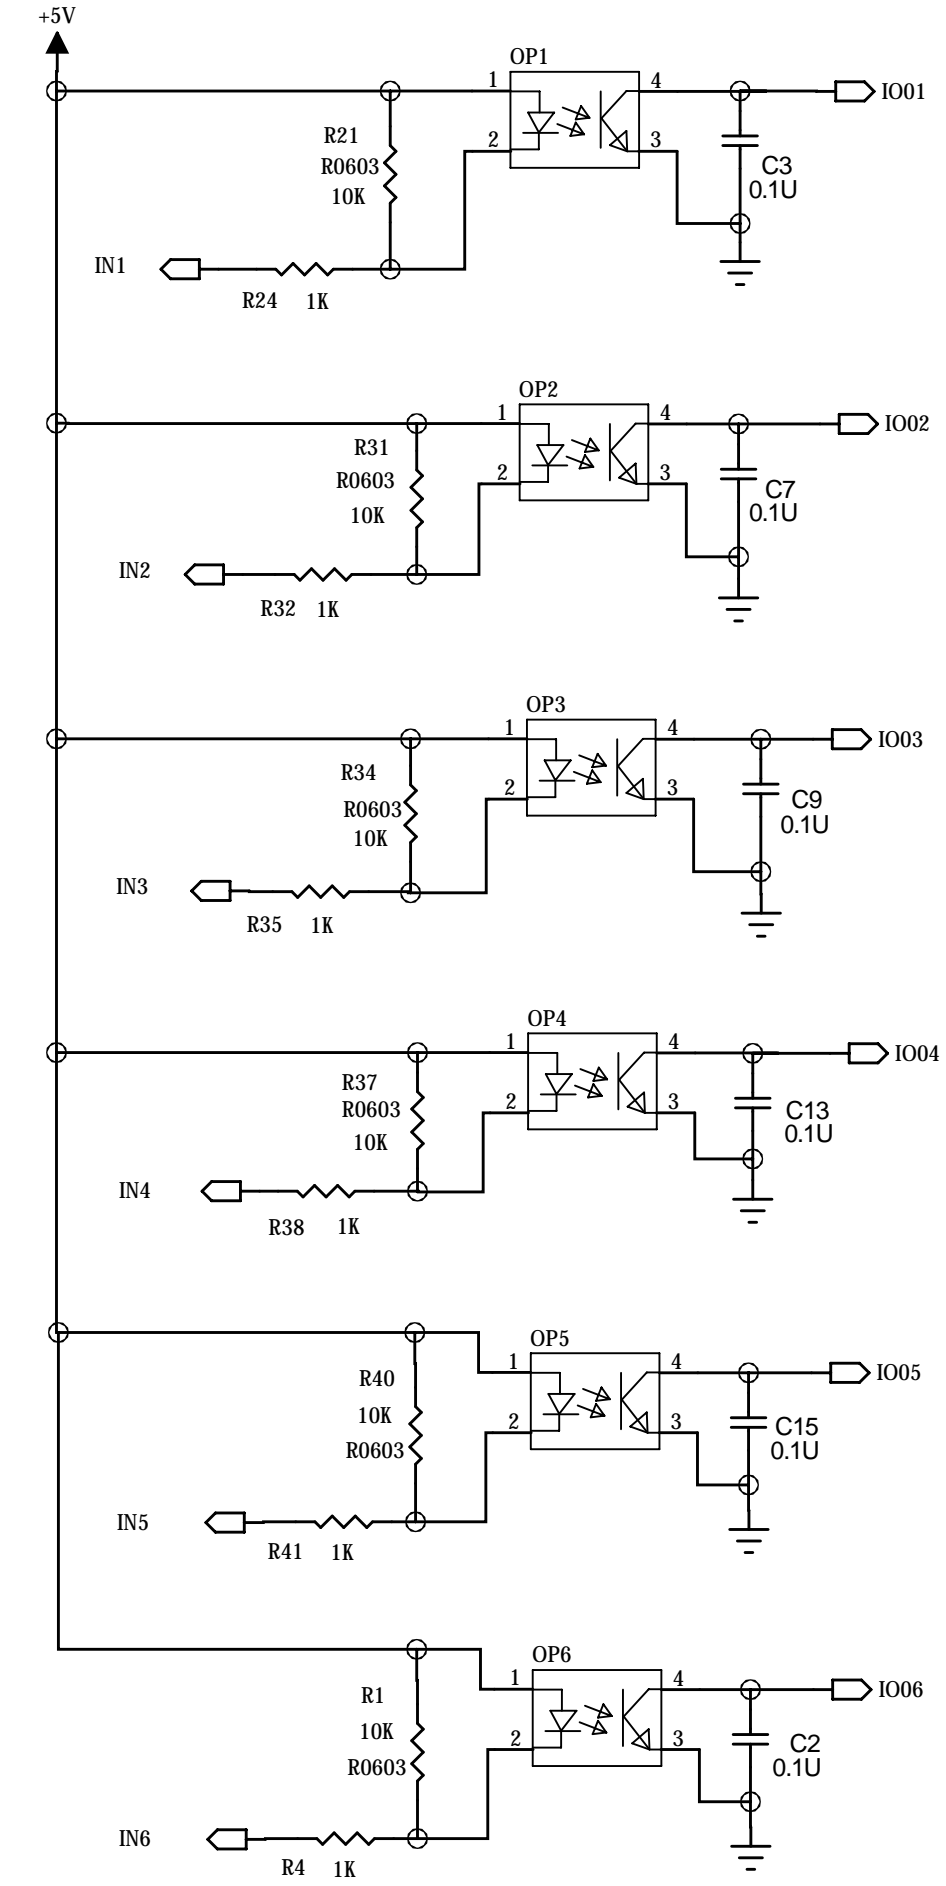 +5V
OP1
1
4
IO01
R21
R0603
10K
2
3
C3
0.1U
IN1
R24
1K
OP2
1
4
IO02
R31
R0603
10K
2
3
C7
0.1U
IN2
R32
1K
OP3
1
4
IO03
R34
R0603
10K
2
3
C9
0.1U
IN3
R35
1K
OP4
1
4
IO04
R37
R0603
10K
2
3
C13
0.1U
IN4
R38
1K
OP5
1
4
IO05
R40
10K
R0603
2
3
C15
0.1U
IN5
R41
1K
OP6
1
4
IO06
R1
10K
R0603
2
3
C2
0.1U
IN6
R4
1K